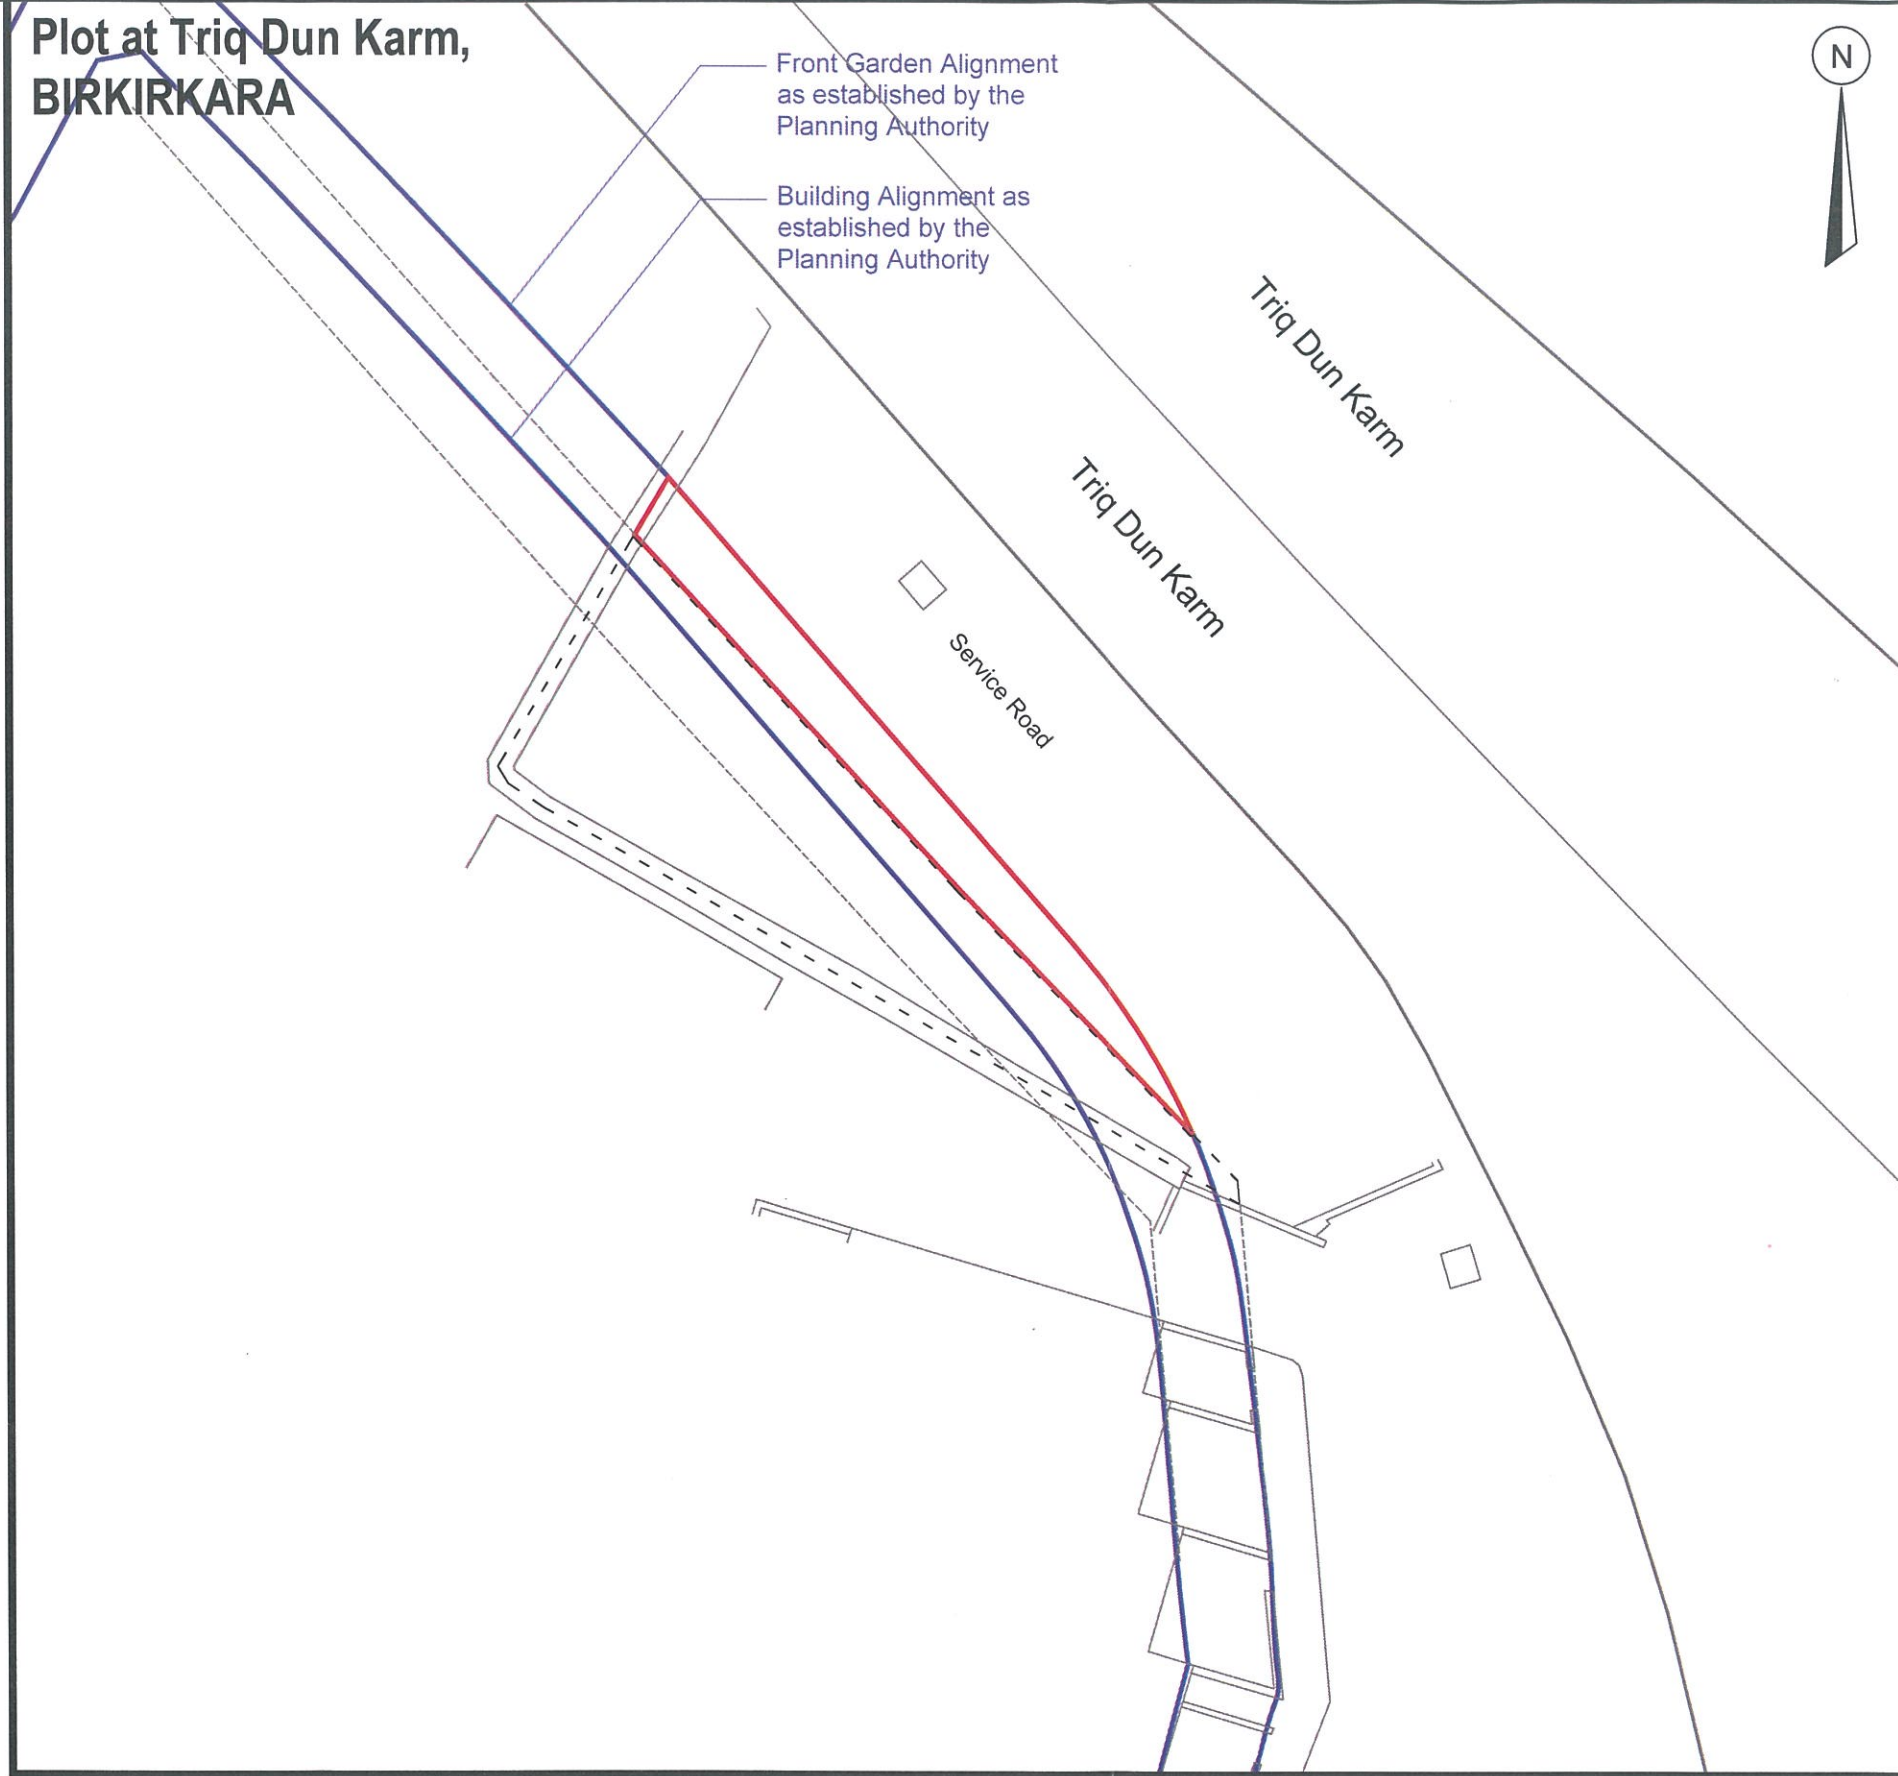 Plot at Triq Dun Karm,
BIRKIRKARA
Front Garden Alignment
as established by the
Planning Authority
Building Alignment as
established by the
Planning Authority
N
Triq Dun Karm
Triq Dun Karm
Service Road